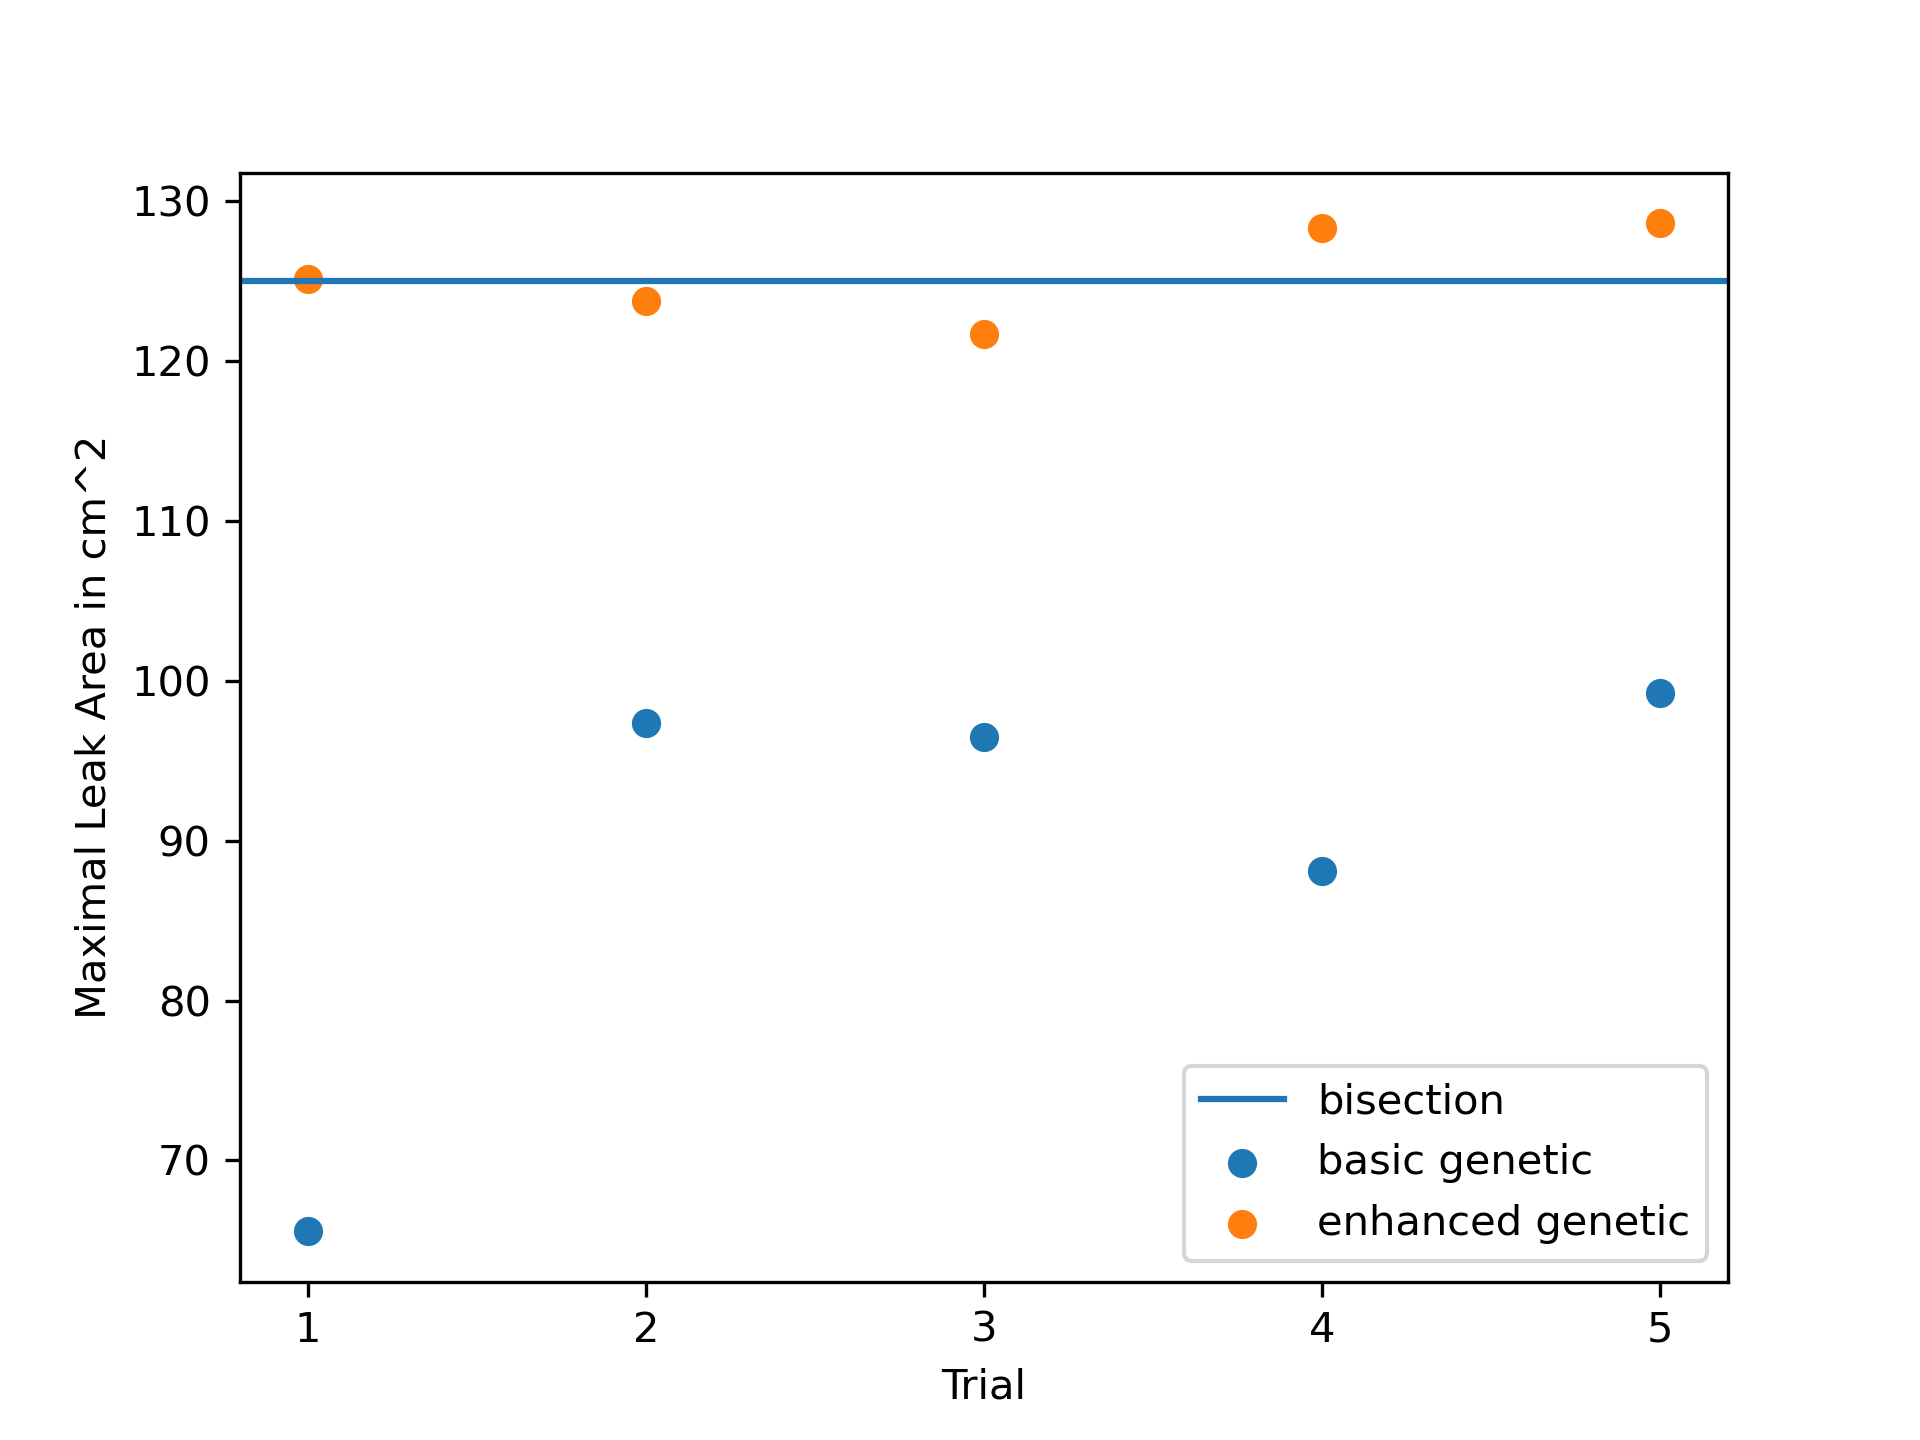 130
120
110
100
90
80
70
Maximal Leak Area in cm^2
bisection
basic genetic
enhanced genetic
1 2 3 4 5
Trial